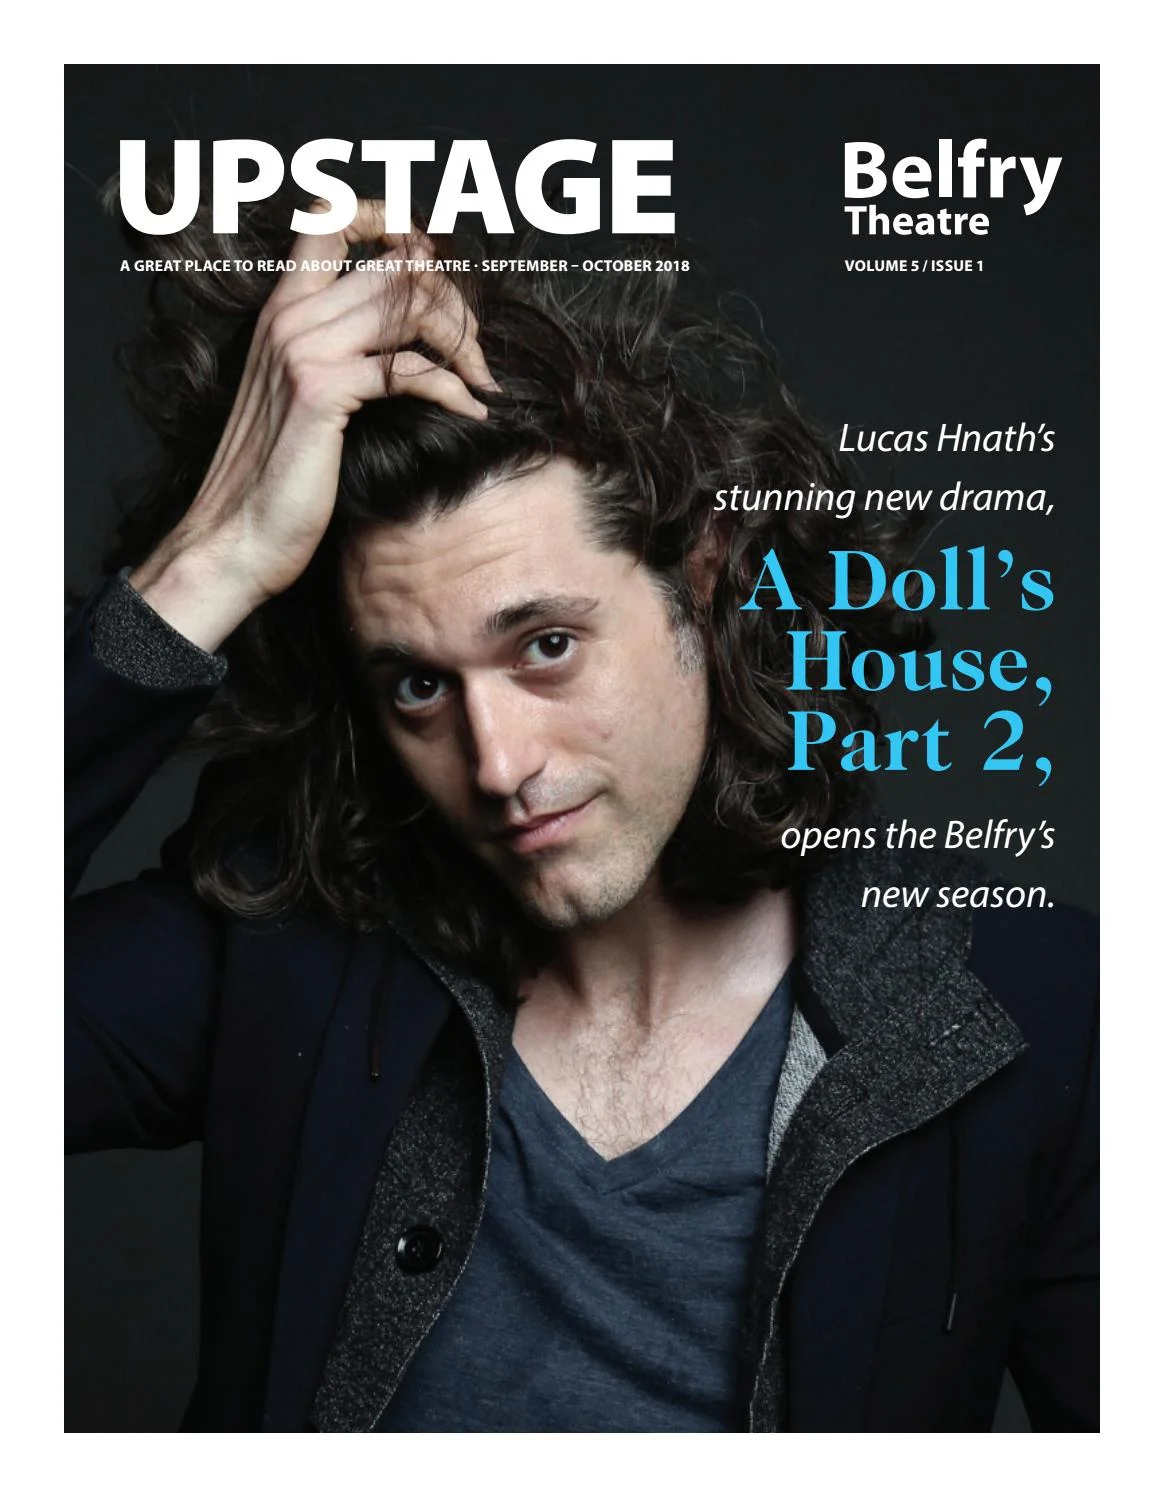 UPSTAGE
A GREAT PLACE TO READ ABOUT GREAT THEATRE · SEPTEMBER – OCTOBER 2018
Belfry
Theatre
VOLUME 5 / ISSUE 1
Lucas Hnath’s
stunning new drama,
A Doll’s
House,
Part 2,
opens the Belfry’s
new season.